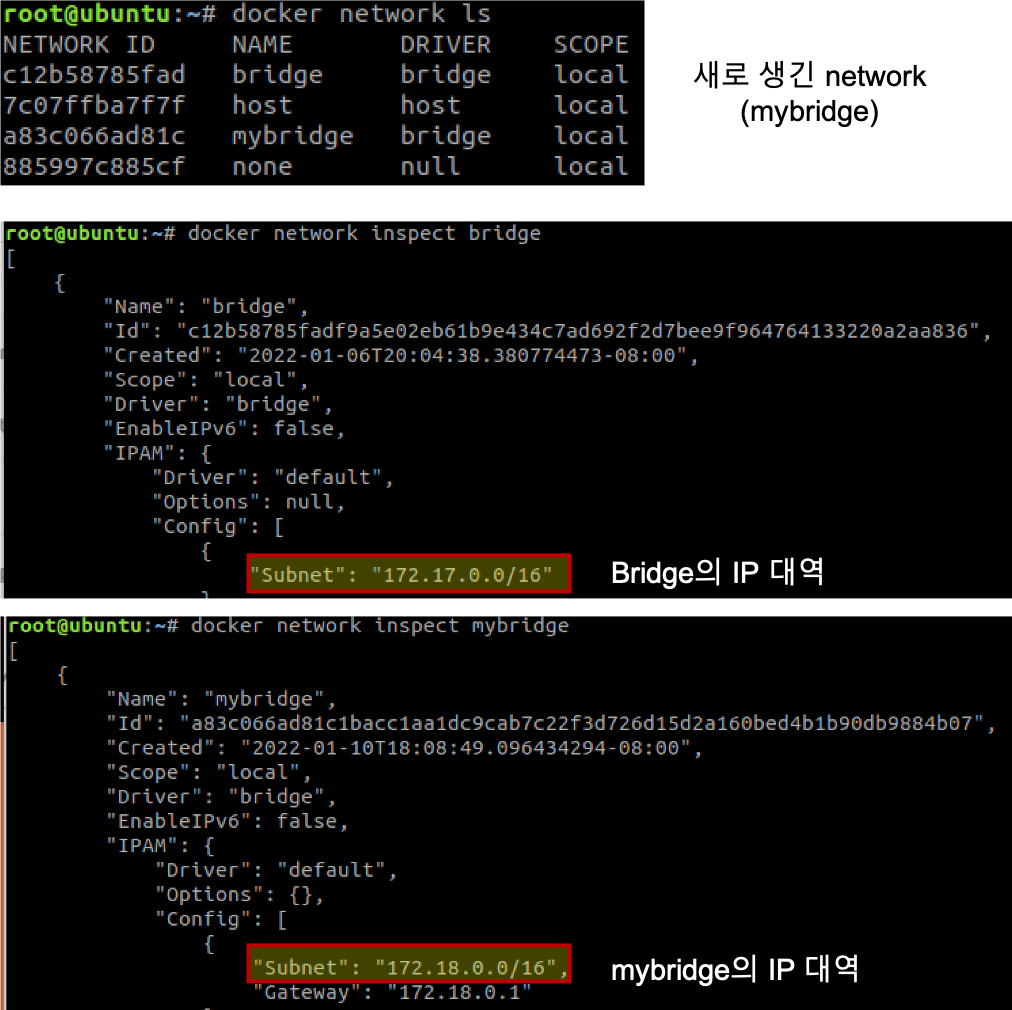 root@ubuntu:~# docker network ls
NETWORK ID NAME DRIVER SCOPE
c12b58785fad bridge bridge local
7c07ffba7f7f host host local
a83c066ad81c mybridge bridge local
885997c885cf none null local
새로 생긴 network
(mybridge)
root@ubuntu:~# docker network inspect bridge
[
{
"Name": "bridge",
"Id": "c12b58785fadf9a5e02eb61b9e434c7ad692f2d7bee9f964764133220a2aa836",
"Created": "2022-01-06T20:04:38.380774473-08:00",
"Scope": "local",
"Driver": "bridge",
"EnableIPv6": false,
"IPAM": {
"Driver": "default",
"Options": null,
"Config": [
{
"Subnet": "172.17.0.0/16"
Bridge의 IP 대역
root@ubuntu:~# docker network inspect mybridge
[
{
"Name": "mybridge",
"Id": "a83c066ad81c1bacc1aa1dc9cab7c22f3d726d15d2a160bed4b1b90db9884b07",
"Created": "2022-01-10T18:08:49.096434294-08:00",
"Scope": "local",
"Driver": "bridge",
"EnableIPv6": false,
"IPAM": {
"Driver": "default",
"Options": {},
"Config": [
{
"Subnet": "172.18.0.0/16",
mybridge의 IP 대역
"Gateway": "172.18.0.1"